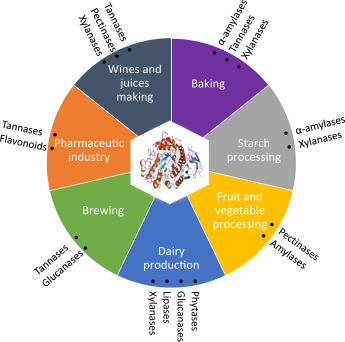 Tannases
Pectinases
Xylanases
Wines and
juices
making
α-amylases
Tannases
Xylanases
Baking
α-amylases
Xylanases
Starch
processing
Pectinases
Amylases
Fruit and
vegetable
processing
Phytases
Glucanases
Lipases
Xylanases
Dairy
production
Tannases
Glucanases
Brewing
Tannases
Flavonoids
Pharmaceutic
industry